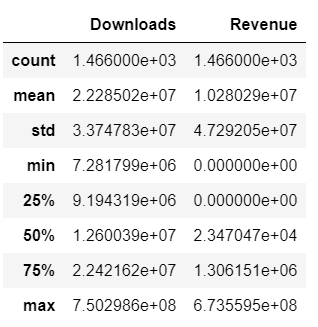 Downloads Revenue
count 1.466000e+03 1.466000e+03
mean 2.228502e+07 1.028029e+07
std 3.374783e+07 4.729205e+07
min 7.281799e+06 0.000000e+00
25% 9.194319e+06 0.000000e+00
50% 1.260039e+07 2.347047e+04
75% 2.242162e+07 1.306151e+06
max 7.502986e+08 6.735595e+08